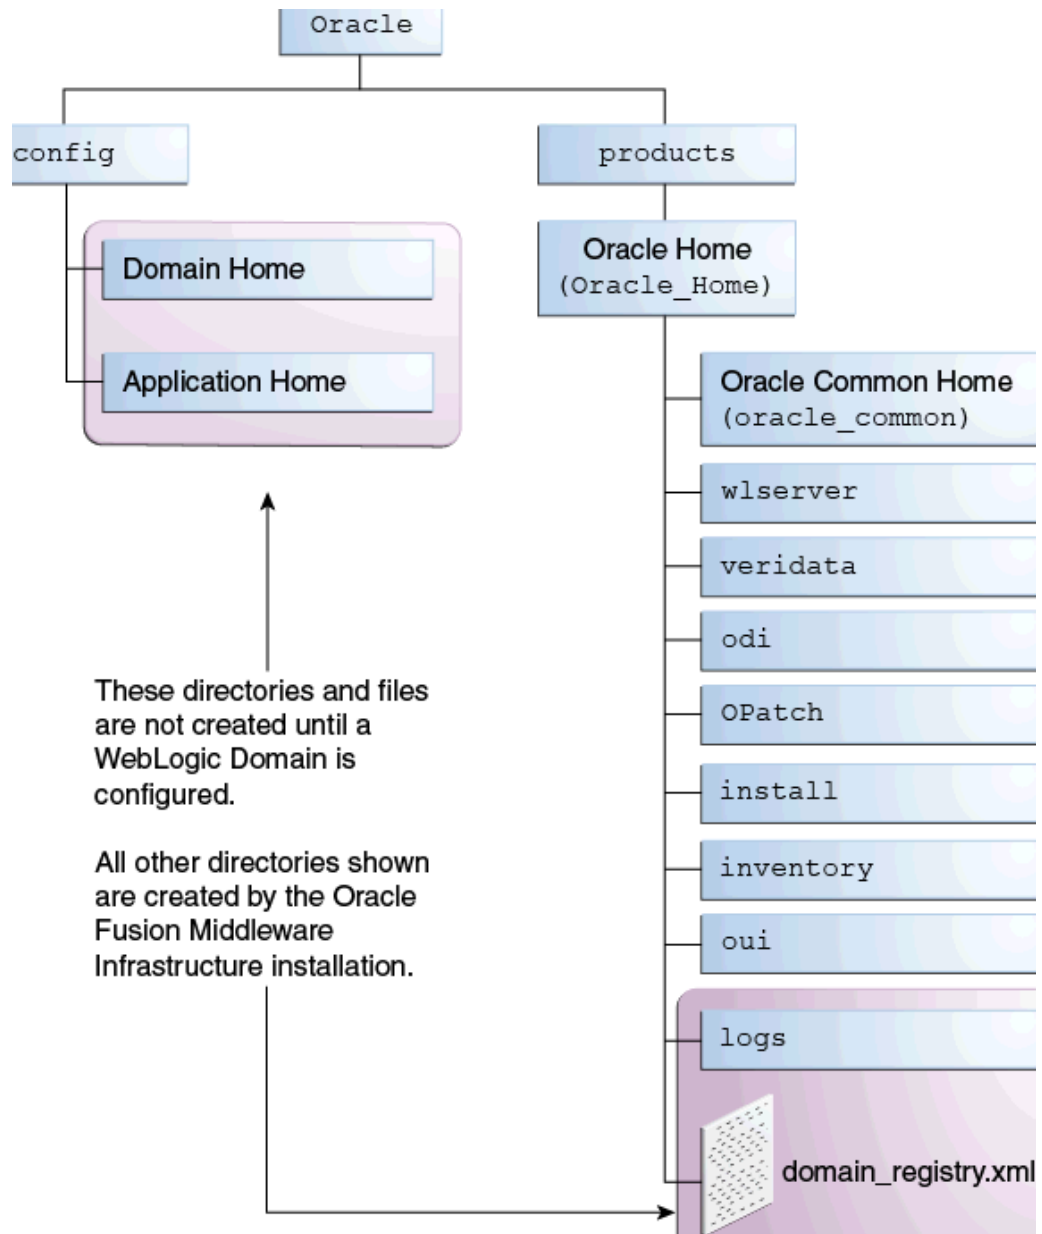 Oracle
config
products
Domain Home
Application Home
Oracle Home
(Oracle_Home)
Oracle Common Home
(oracle_common)
wlserver
veridata
odi
OPatch
install
inventory
oui
logs
domain_registry.xml
These directories and files
are not created until a
WebLogic Domain is
configured.
All other directories shown
are created by the Oracle
Fusion Middleware
Infrastructure installation.